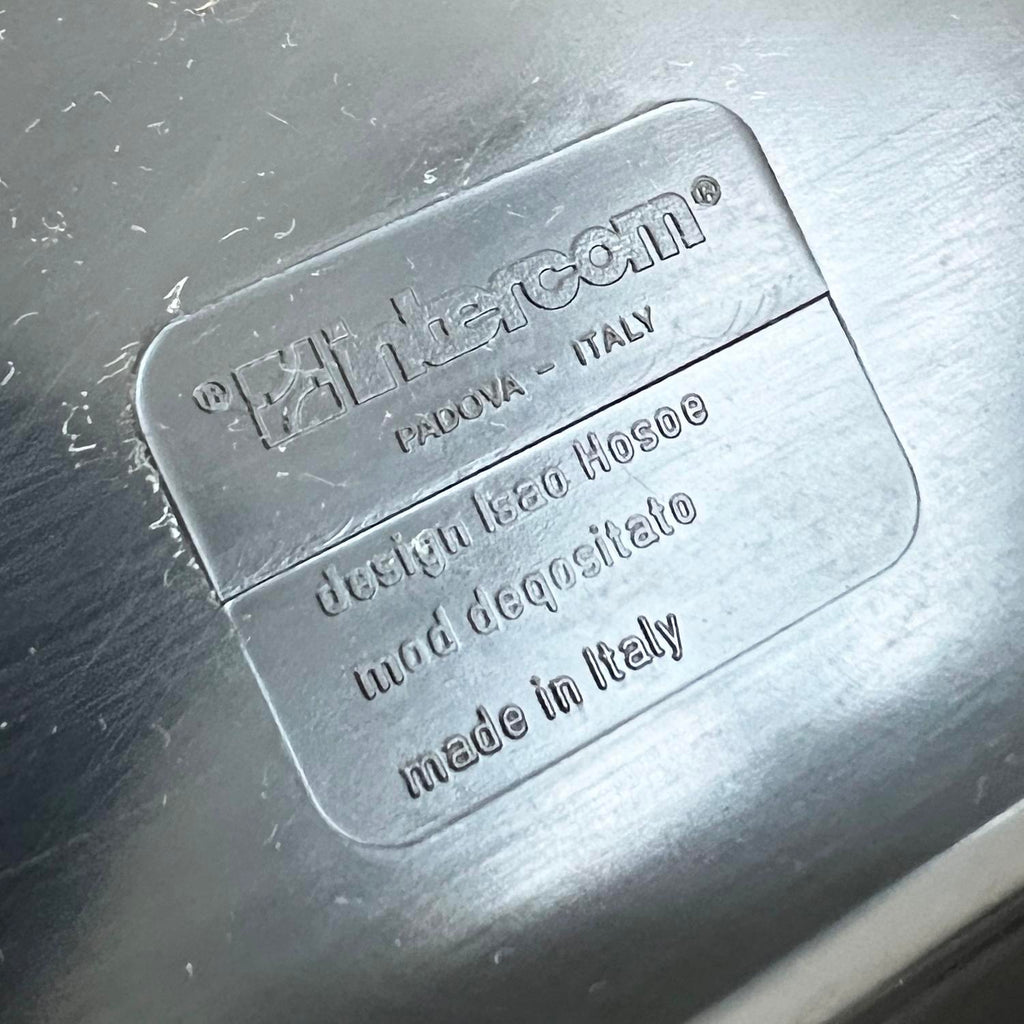 ® intercom ®
PADOVA - ITALY
design Isao Hosoe
mod deqositato
made in Italy